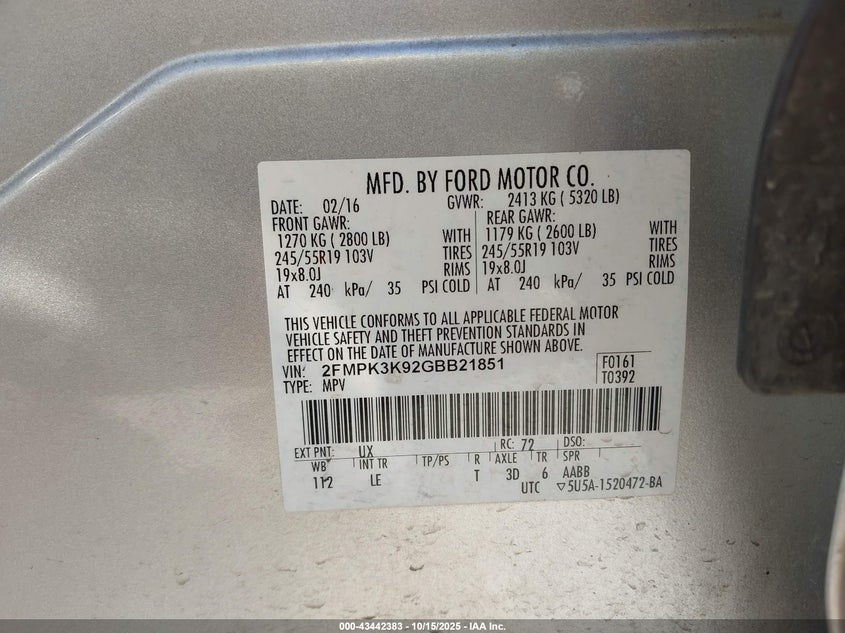 MFD. BY FORD MOTOR CO.
DATE: 02/16 GVWR: 2413 KG ( 5320 LB)
FRONT GAWR: REAR GAWR:
1270 KG ( 2800 LB) WITH 1179 KG ( 2600 LB) WITH
245/55R19 103V TIRES 245/55R19 103V TIRES
19x8.0J RIMS 19x8.0J RIMS
AT 240 kPa/ 35 PSI COLD AT 240 kPa/ 35 PSI COLD
THIS VEHICLE CONFORMS TO ALL APPLICABLE FEDERAL MOTOR
VEHICLE SAFETY AND THEFT PREVENTION STANDARDS IN
EFFECT ON THE DATE OF MANUFACTURE SHOWN ABOVE.
VIN: 2FMPK3K92GBB21851 F0161
TYPE: MPV T0392
EXT PNT: UX RC: 72 DSO:
WB INT TR TP/PS R AXLE TR SPR
112 LE T 3D 6 AABB
UTC ▽5U5A-1520472-BA
000-43442383 - 10/15/2025 - IAA Inc.